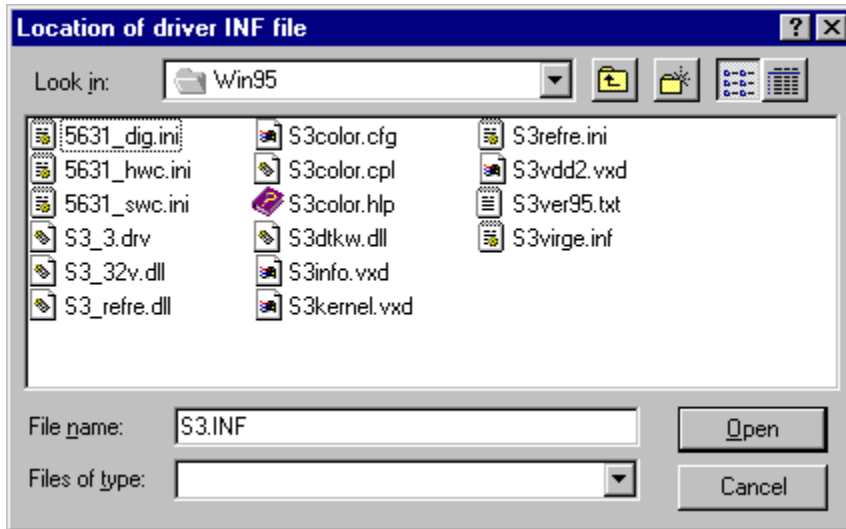 Location of driver INF file
Look in: Win95
5631_dig.ini S3color.cfg S3refre.ini
5631_hwc.ini S3color.cpl S3vdd2.vxd
5631_swc.ini S3color.hlp S3ver95.txt
S3_3.drv S3dtkw.dll S3virge.inf
S3_32v.dll S3info.vxd
S3_refre.dll S3kernel.vxd
File name: S3.INF Open
Files of type: Cancel